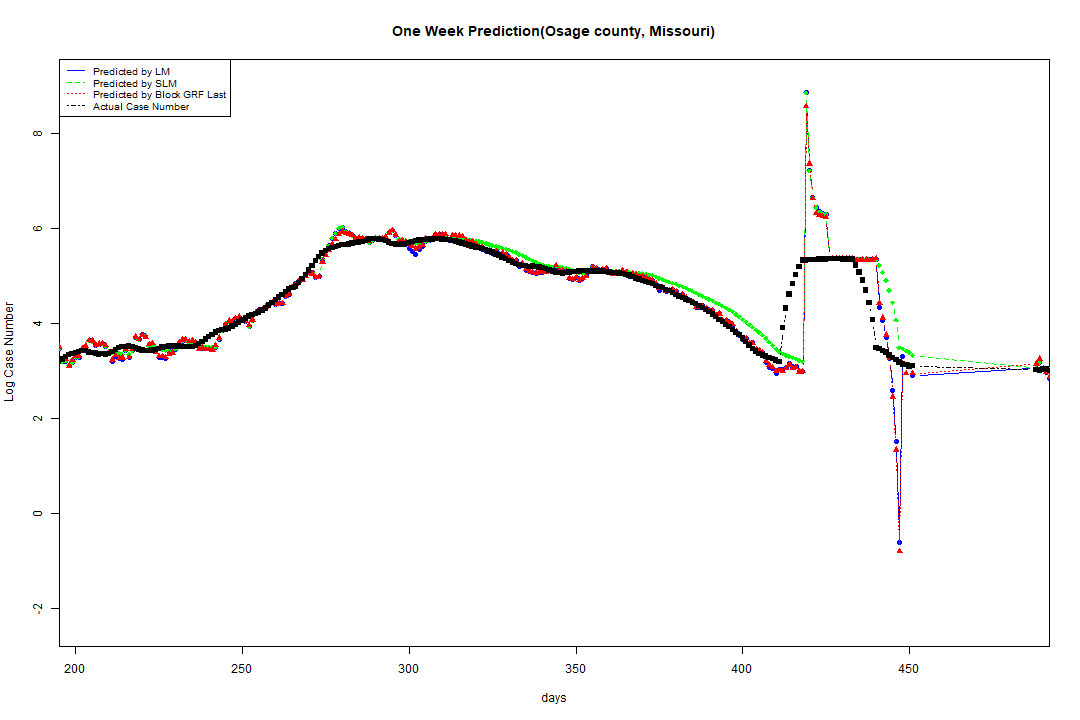 One Week Prediction(Osage county, Missouri)
Predicted by LM
Predicted by SLM
Predicted by Block GRF Last
Actual Case Number
8
6
4
2
0
-2
Log Case Number
200 250 300 350 400 450
days